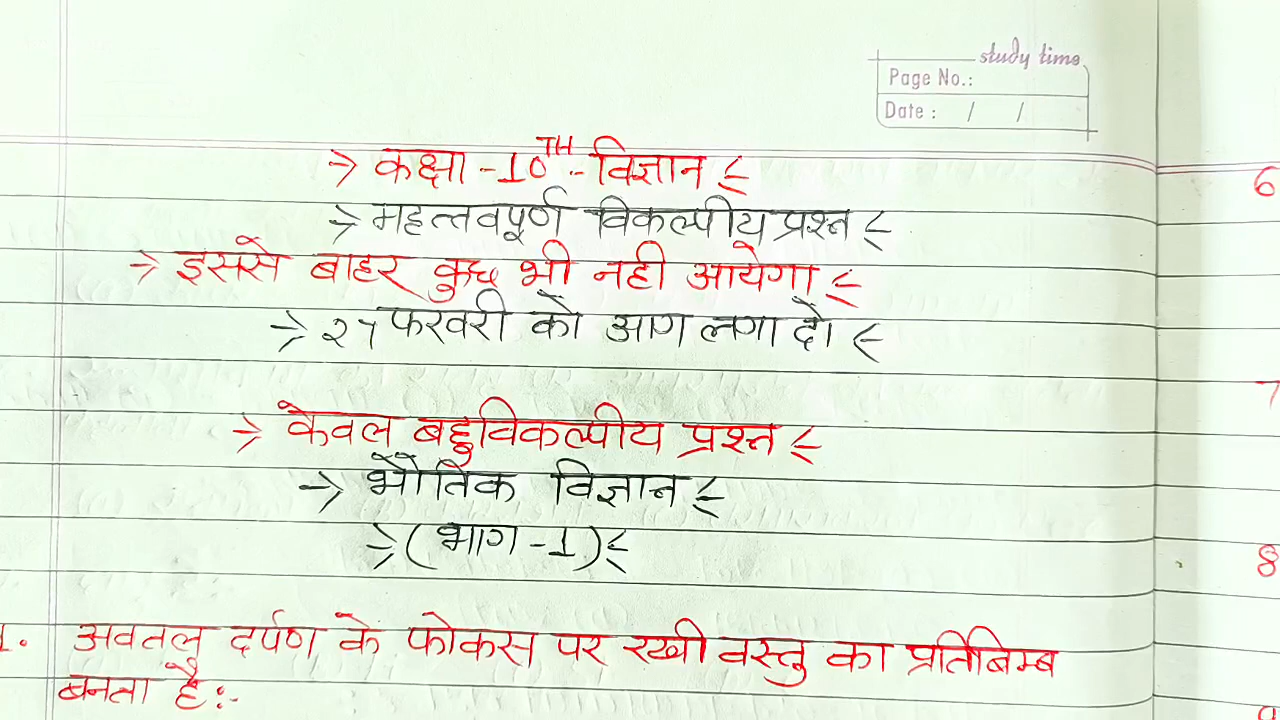 study time
Page No.:
Date : / /
→ कक्षा -10TH - विज्ञान ←
→ महत्तवपूर्ण विकल्पीय प्रश्न ←
→ इससे बाहर कुछ भी नही आयेगा ←
→ 27 फरवरी को आग लगा दो ←
→ केवल बहुविकल्पीय प्रश्न ←
→ भौतिक विज्ञान ←
→ (भाग -1) ←
1. अवतल दर्पण के फोकस पर रखी वस्तु का प्रतिबिम्ब
बनता है:-
6
7
8